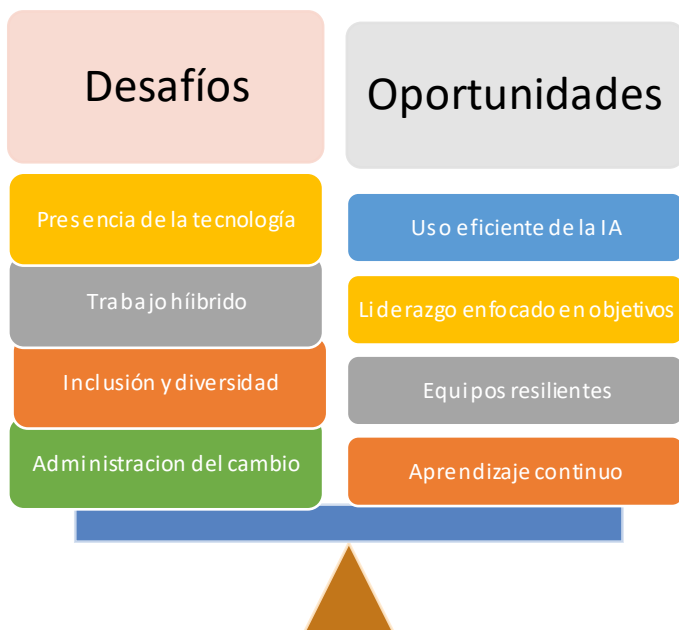 Desafíos
Presencia de la tecnología
Trabajo híibrido
Inclusión y diversidad
Administracion del cambio
Oportunidades
Uso eficiente de la IA
Liderazgo enfocado en objetivos
Equipos resilientes
Aprendizaje continuo